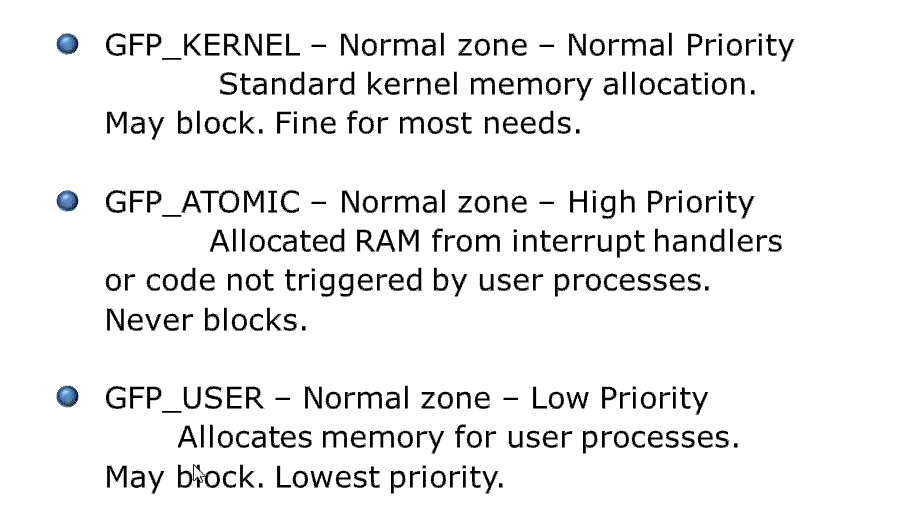 GFP_KERNEL – Normal zone – Normal Priority
Standard kernel memory allocation.
May block. Fine for most needs.
GFP_ATOMIC – Normal zone – High Priority
Allocated RAM from interrupt handlers
or code not triggered by user processes.
Never blocks.
GFP_USER – Normal zone – Low Priority
Allocates memory for user processes.
May block. Lowest priority.